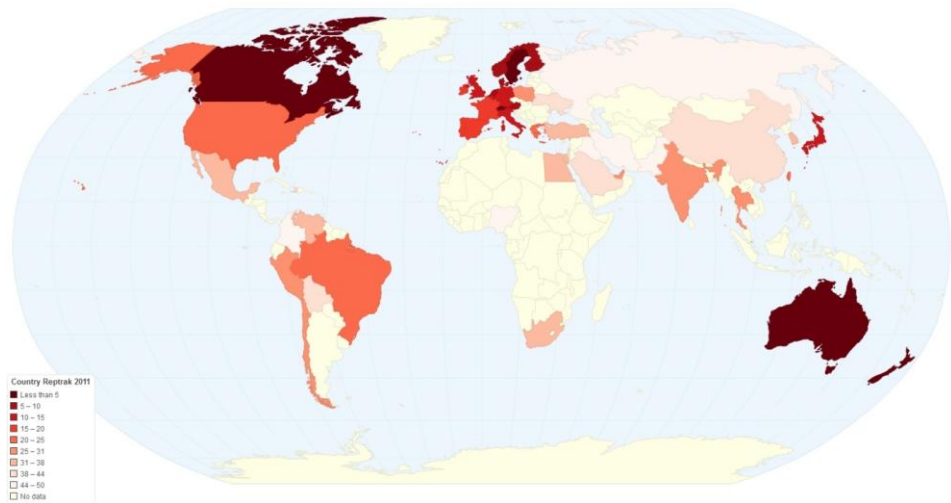 Country Reptrak 2011
Less than 5
5 – 10
10 – 15
15 – 20
20 – 25
25 – 31
31 – 38
38 – 44
44 – 50
No data